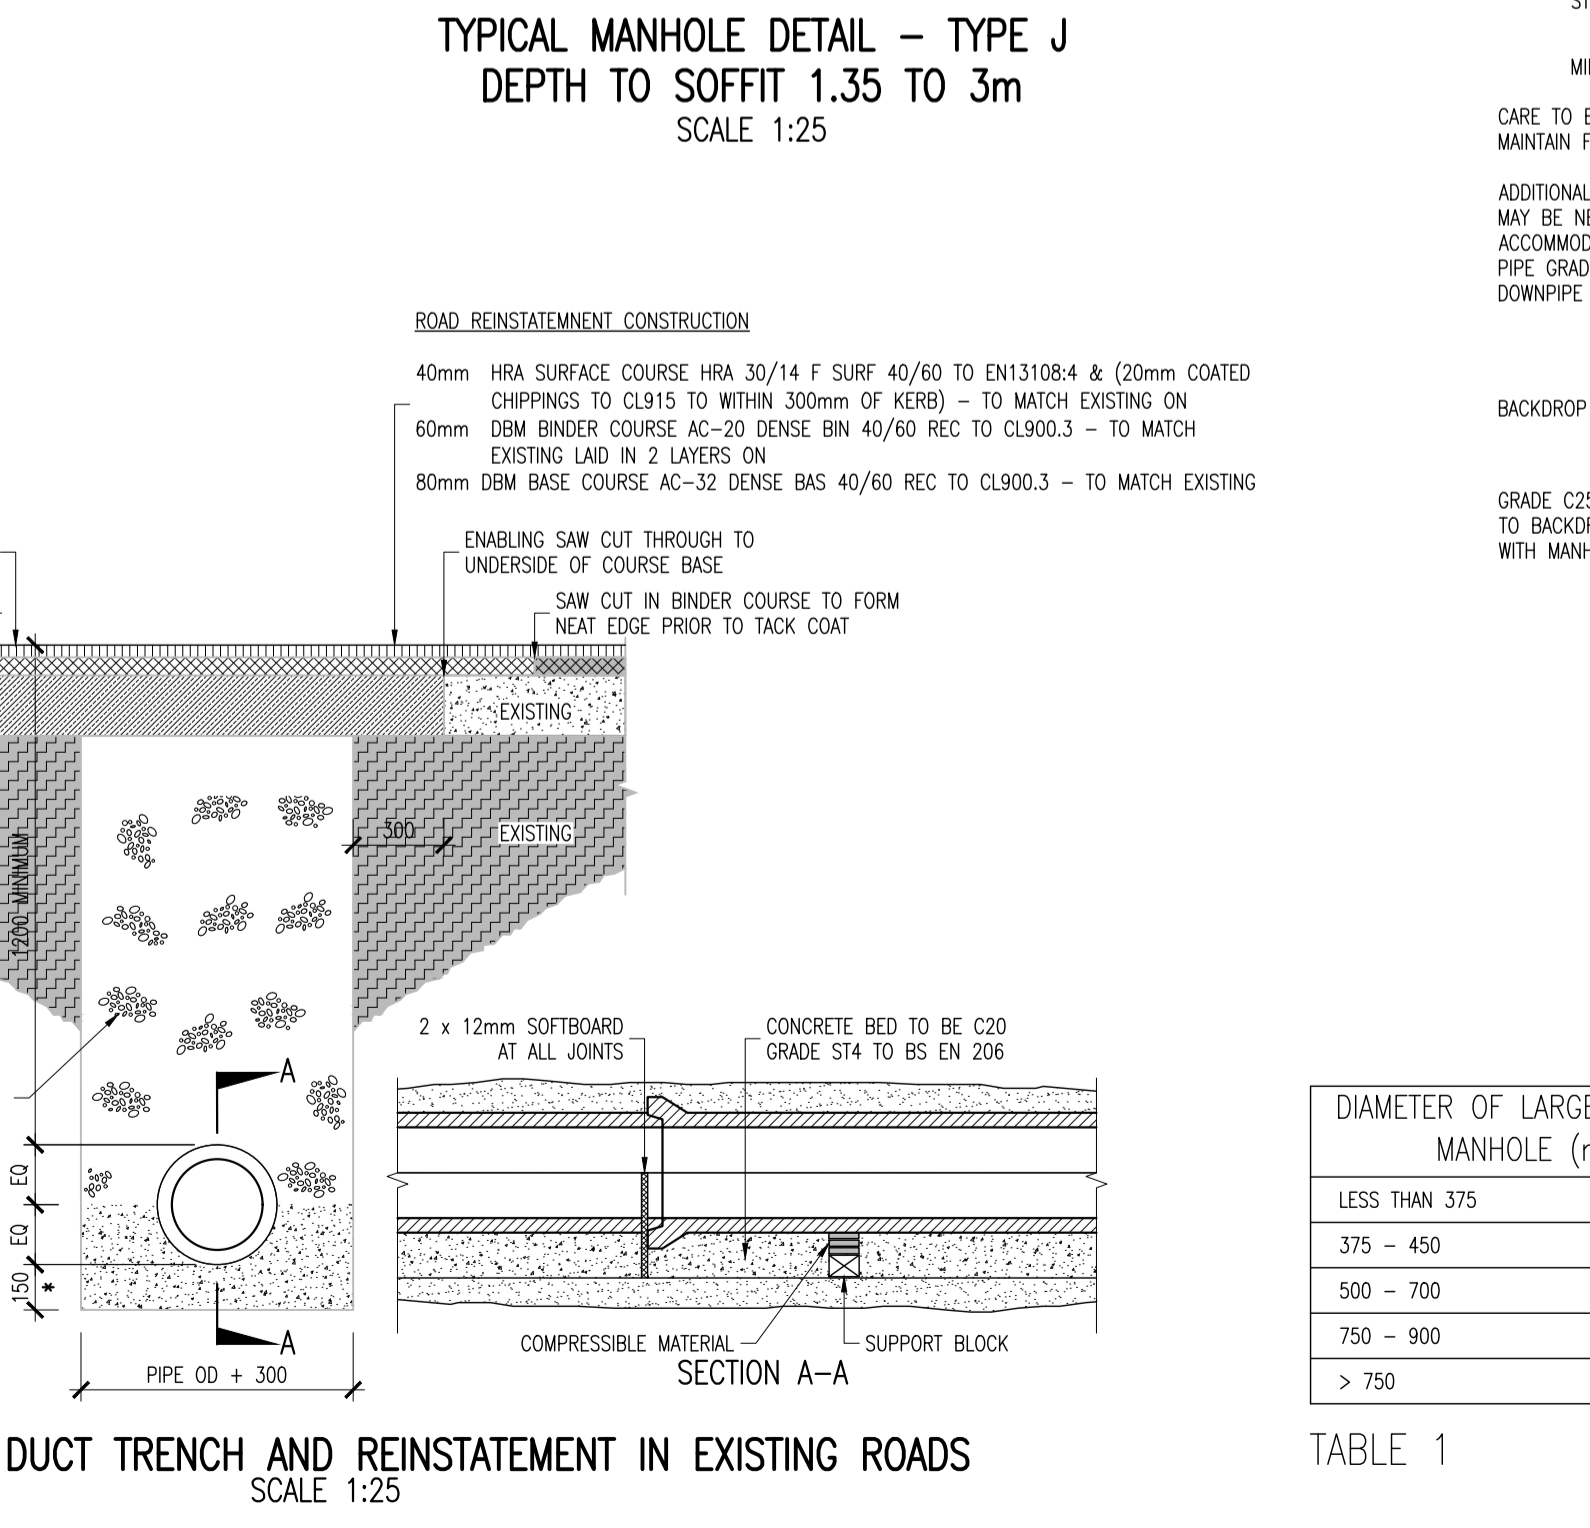 TYPICAL MANHOLE DETAIL – TYPE J
DEPTH TO SOFFIT 1.35 TO 3m
SCALE 1:25
CARE TO
MAINTAIN
ADDITIONAL
MAY BE
PIPE
DOWNPIPE
BACKDROP
GRADE
TO
WITH
ROAD REINSTATEMNENT CONSTRUCTION
40mm HRA SURFACE COURSE HRA 30/14 F SURF 40/60 TO EN13108:4 & (20mm COATED
CHIPPINGS TO CL915 TO WITHIN 300mm OF KERB) – TO MATCH EXISTING ON
60mm DBM BINDER COURSE AC–20 DENSE BIN 40/60 REC TO CL900.3 – TO MATCH
EXISTING LAID IN 2 LAYERS ON
80mm DBM BASE COURSE AC–32 DENSE BAS 40/60 REC TO CL900.3 – TO MATCH EXISTING
ENABLING SAW CUT THROUGH TO
UNDERSIDE OF COURSE BASE
SAW CUT IN BINDER COURSE TO FORM
NEAT EDGE PRIOR TO TACK COAT
EXISTING
300
EXISTING
1200 MINIMUM
A
EQ
EQ
150
*
A
PIPE OD + 300
2 x 12mm SOFTBOARD
AT ALL JOINTS
CONCRETE BED TO BE C20
GRADE ST4 TO BS EN 206
COMPRESSIBLE MATERIAL
SUPPORT BLOCK
SECTION A–A
DUCT TRENCH AND REINSTATEMENT IN EXISTING ROADS
SCALE 1:25
DIAMETER OF
MANHOLE
LESS THAN 375
375 – 450
500 – 700
750 – 900
> 750
TABLE 1